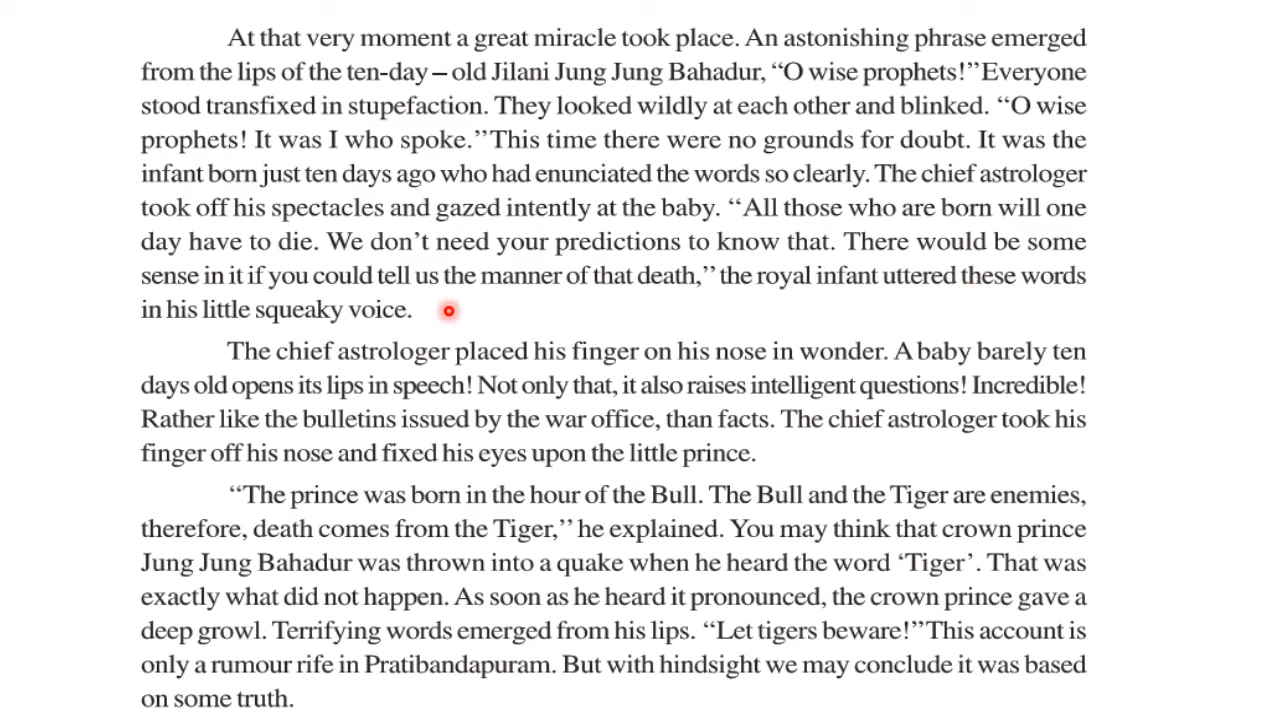 At that very moment a great miracle took place. An astonishing phrase emerged
from the lips of the ten-day – old Jilani Jung Jung Bahadur, “O wise prophets!” Everyone
stood transfixed in stupefaction. They looked wildly at each other and blinked. “O wise
prophets! It was I who spoke.” This time there were no grounds for doubt. It was the
infant born just ten days ago who had enunciated the words so clearly. The chief astrologer
took off his spectacles and gazed intently at the baby. “All those who are born will one
day have to die. We don’t need your predictions to know that. There would be some
sense in it if you could tell us the manner of that death,” the royal infant uttered these words
in his little squeaky voice.
The chief astrologer placed his finger on his nose in wonder. A baby barely ten
days old opens its lips in speech! Not only that, it also raises intelligent questions! Incredible!
Rather like the bulletins issued by the war office, than facts. The chief astrologer took his
finger off his nose and fixed his eyes upon the little prince.
“The prince was born in the hour of the Bull. The Bull and the Tiger are enemies,
therefore, death comes from the Tiger,” he explained. You may think that crown prince
Jung Jung Bahadur was thrown into a quake when he heard the word ‘Tiger’. That was
exactly what did not happen. As soon as he heard it pronounced, the crown prince gave a
deep growl. Terrifying words emerged from his lips. “Let tigers beware!” This account is
only a rumour rife in Pratibandapuram. But with hindsight we may conclude it was based
on some truth.